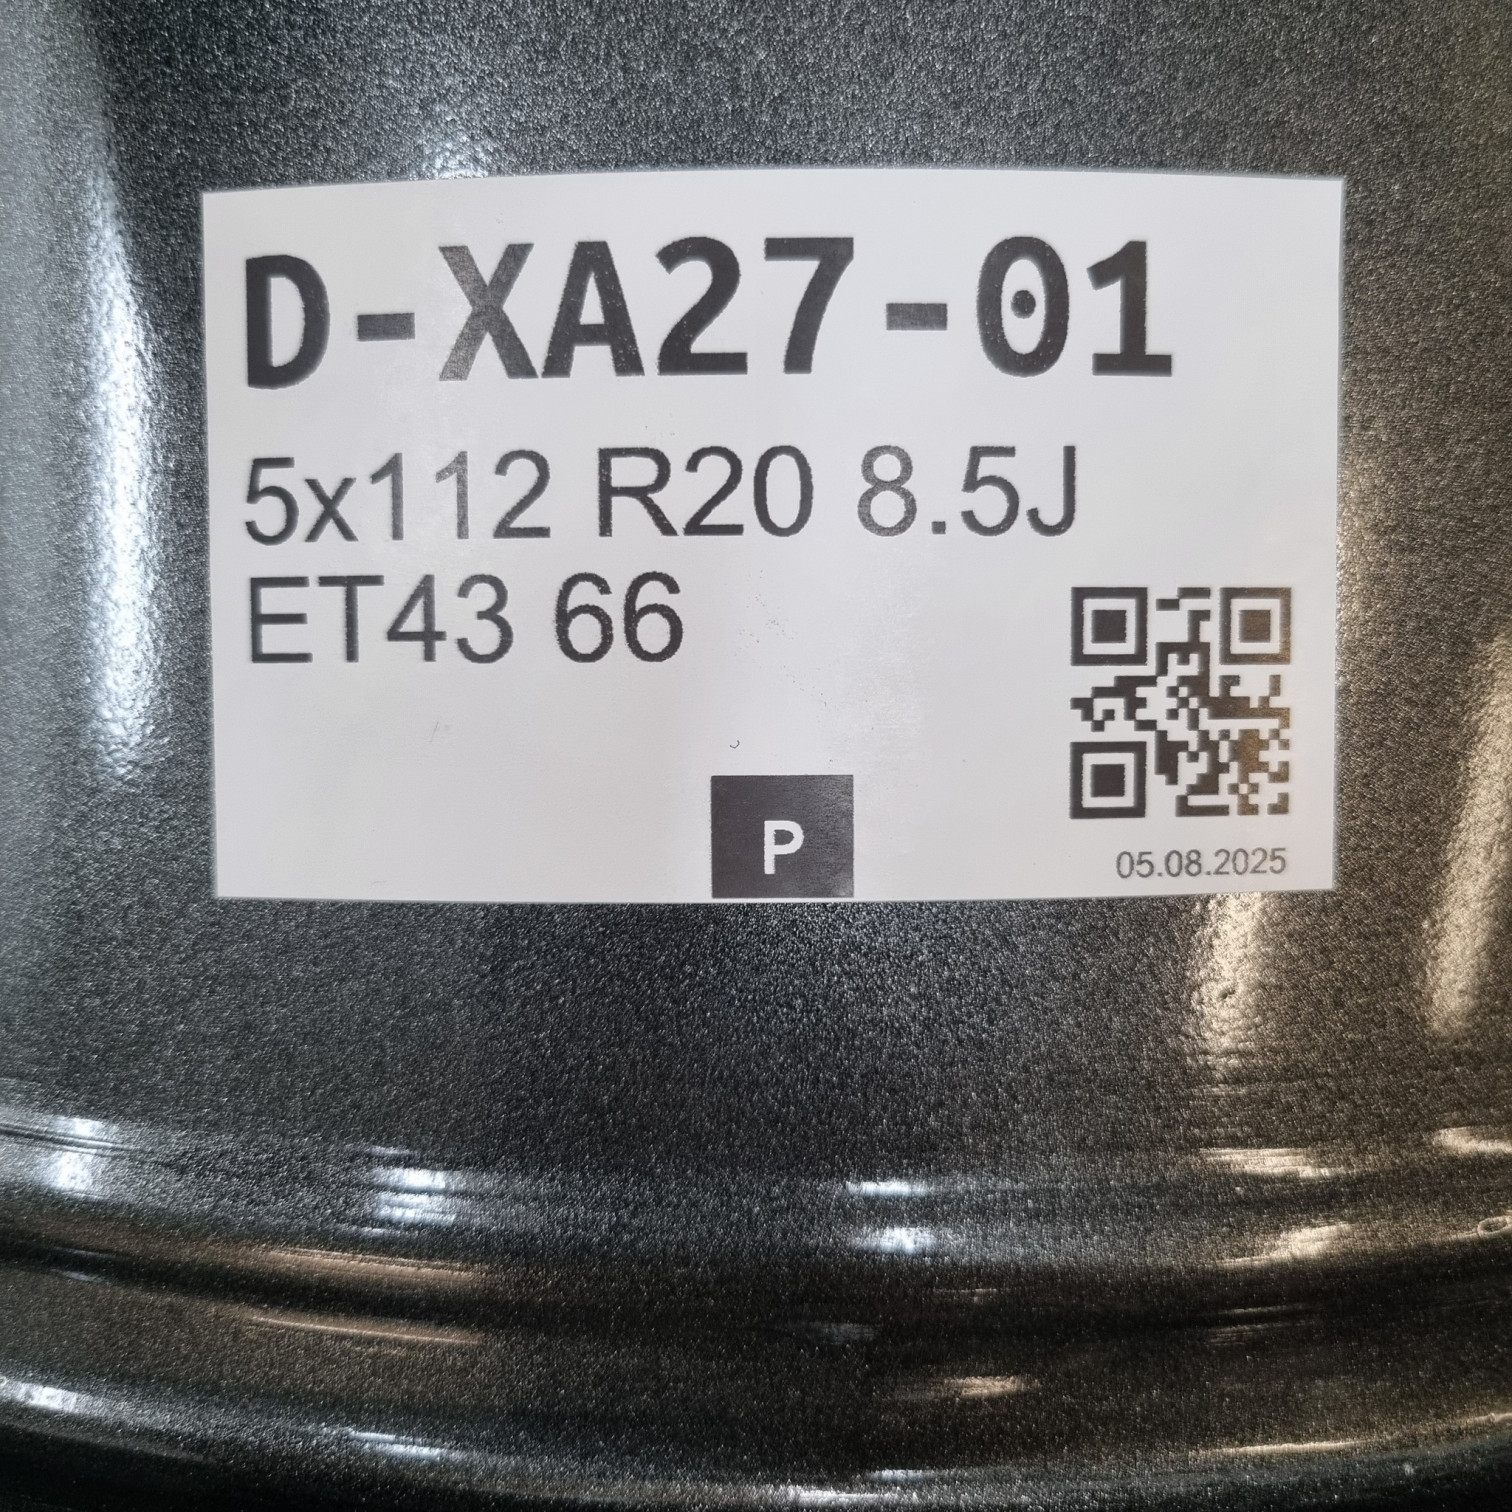 D-XA27-01
5x112 R20 8.5J
ET43 66
P
05.08.2025